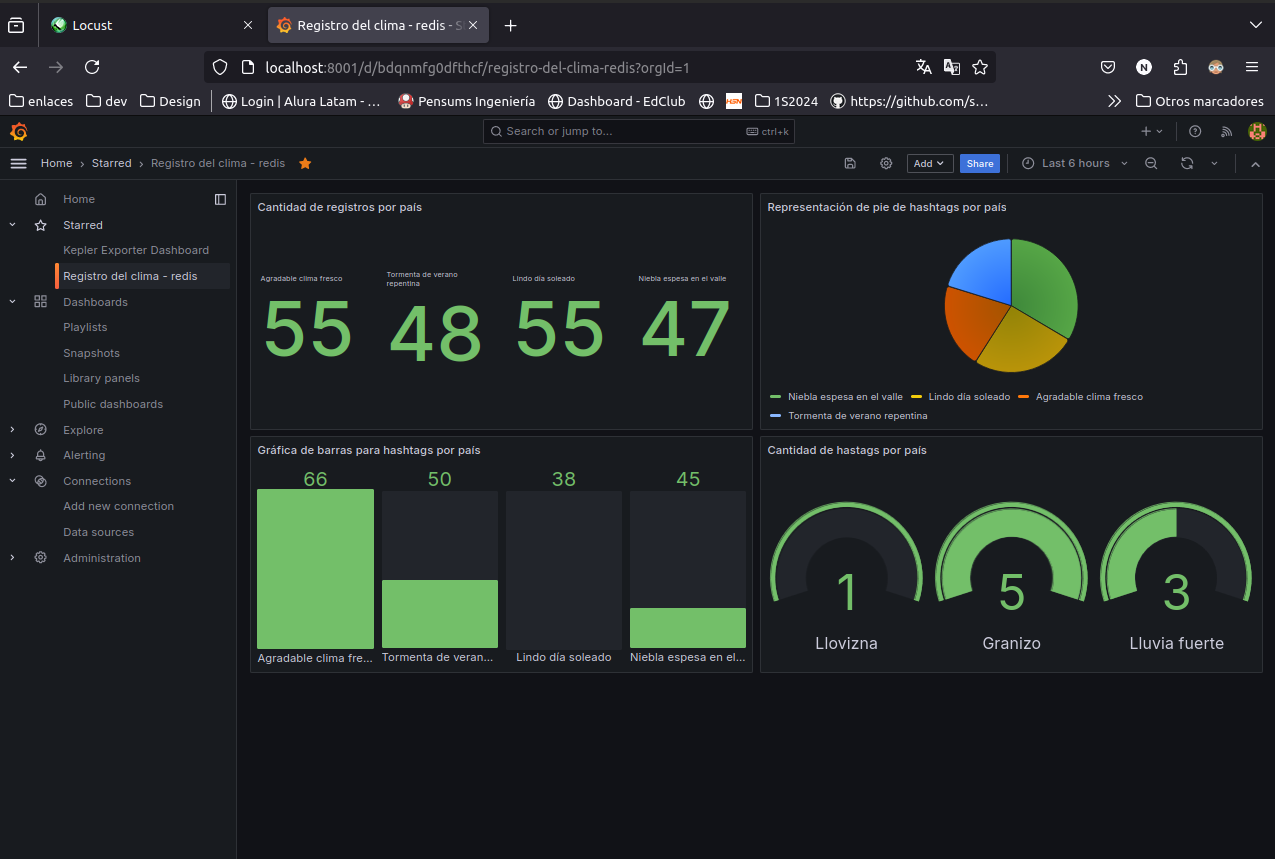 Locust
Registro del clima - redis - S
localhost:8001/d/bdqnmfg0dfthcf/registro-del-clima-redis?orgId=1
enlaces
dev
Design
Login | Alura Latam - ...
Pensums Ingeniería
Dashboard - EdClub
1S2024
https://github.com/s...
Otros marcadores
Search or jump to...
ctrl+k
Home
Starred
Registro del clima - redis
Add
Share
Last 6 hours
Home
Starred
Kepler Exporter Dashboard
Registro del clima - redis
Dashboards
Playlists
Snapshots
Library panels
Public dashboards
Explore
Alerting
Connections
Add new connection
Data sources
Administration
Cantidad de registros por país
Agradable clima fresco
55
Tormenta de verano
repentina
48
Lindo día soleado
55
Niebla espesa en el valle
47
Representación de pie de hashtags por país
Niebla espesa en el valle
Lindo día soleado
Agradable clima fresco
Tormenta de verano repentina
Gráfica de barras para hashtags por país
66
50
38
45
Agradable clima fre...
Tormenta de veran...
Lindo día soleado
Niebla espesa en el...
Cantidad de hastags por país
1
5
3
Llovizna
Granizo
Lluvia fuerte